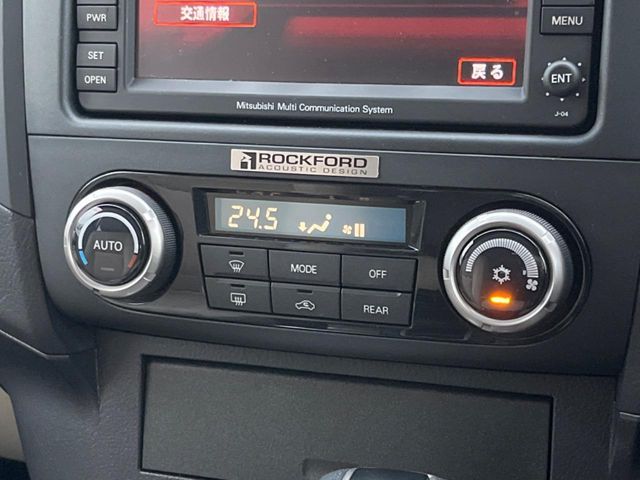 PWR
交通情報
MENU
SET
戻る
OPEN
ENT
Mitsubishi Multi Communication System
J-04
ROCKFORD
ACOUSTIC DESIGN
24.5
AUTO
MODE
OFF
REAR